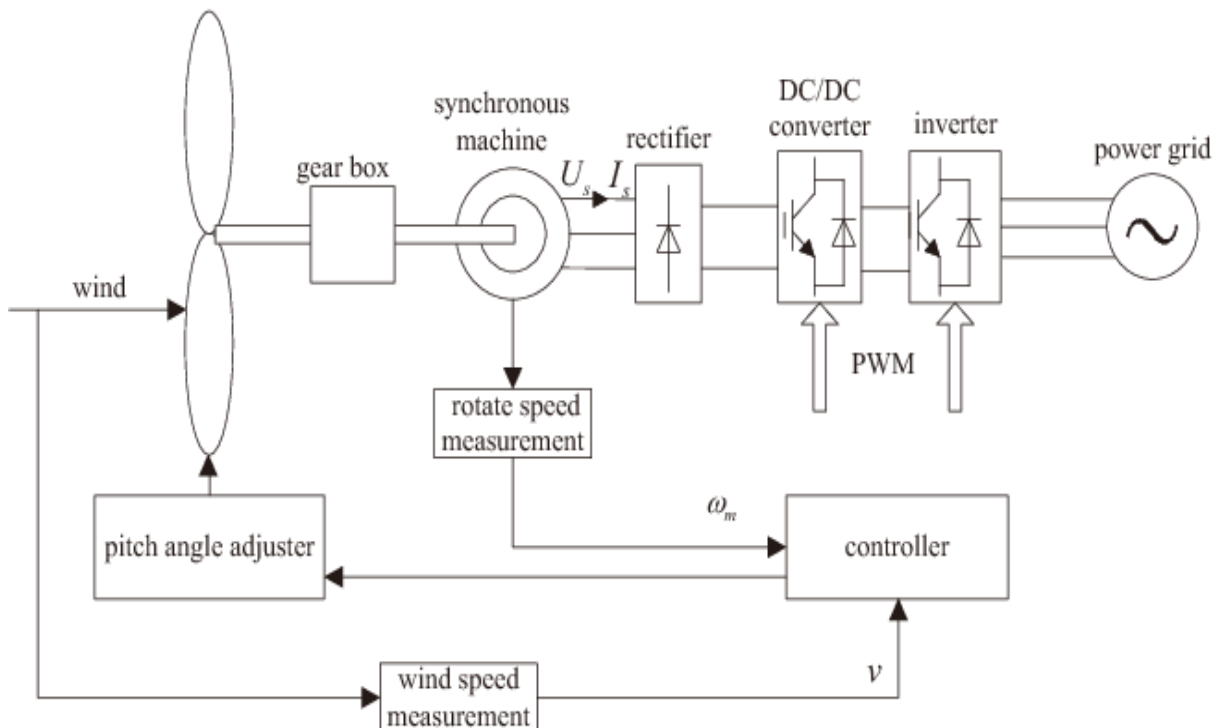 DC/DC
converter
synchronous
machine
inverter
rectifier
power grid
gear box
U_s I_s
wind
PWM
rotate speed
measurement
ω_m
pitch angle adjuster
controller
wind speed
measurement
v